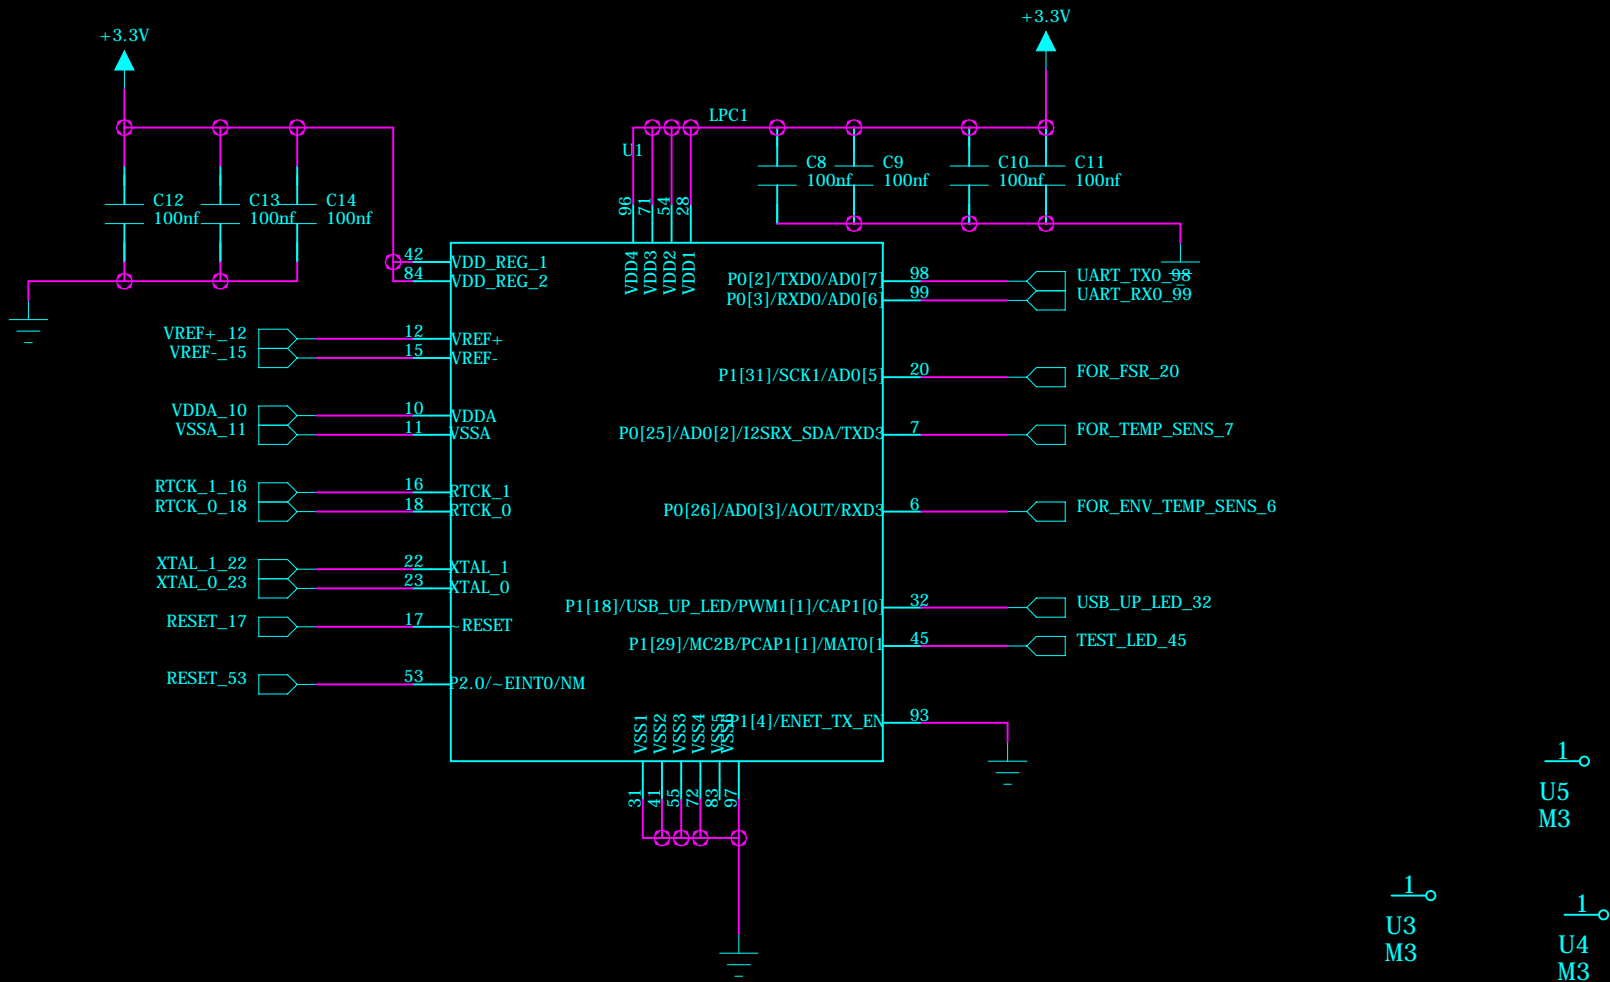 +3.3V
+3.3V
LPC1
U1
C8
100nf
C9
100nf
C10
100nf
C11
100nf
C12
100nf
C13
100nf
C14
100nf
96
71
54
28
VDD4
VDD3
VDD2
VDD1
42
VDD_REG_1
84
VDD_REG_2
P0[2]/TXD0/AD0[7]
98
UART_TX0_98
P0[3]/RXD0/AD0[6]
99
UART_RX0_99
VREF+_12
12
VREF+
VREF-_15
15
VREF-
P1[31]/SCK1/AD0[5]
20
FOR_FSR_20
VDDA_10
10
VDDA
VSSA_11
11
VSSA
P0[25]/AD0[2]/I2SRX_SDA/TXD3
7
FOR_TEMP_SENS_7
RTCK_1_16
16
RTCK_1
RTCK_0_18
18
RTCK_0
P0[26]/AD0[3]/AOUT/RXD3
6
FOR_ENV_TEMP_SENS_6
XTAL_1_22
22
XTAL_1
XTAL_0_23
23
XTAL_0
P1[18]/USB_UP_LED/PWM1[1]/CAP1[0]
32
USB_UP_LED_32
RESET_17
17
~RESET
P1[29]/MC2B/PCAP1[1]/MAT0[1
45
TEST_LED_45
RESET_53
53
P2.0/~EINT0/NM
P1[4]/ENET_TX_EN
93
VSS1
VSS2
VSS3
VSS4
VSS5
VSS6
31
41
55
72
83
97
1
U5
M3
1
U3
M3
1
U4
M3